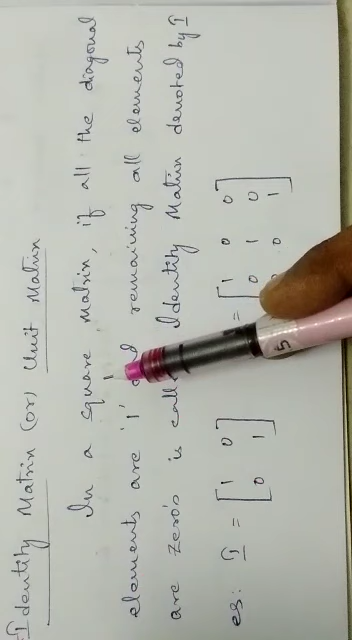 Identity Matrix (or) Unit Matrix
In a square Matrix, if all the diagonal
elements are '1' and remaining all elements
are zero's is called Identity Matrix denoted by I
eg: I = [1 0 0 1] = [1 0 0 0 1 0 0 1]
5